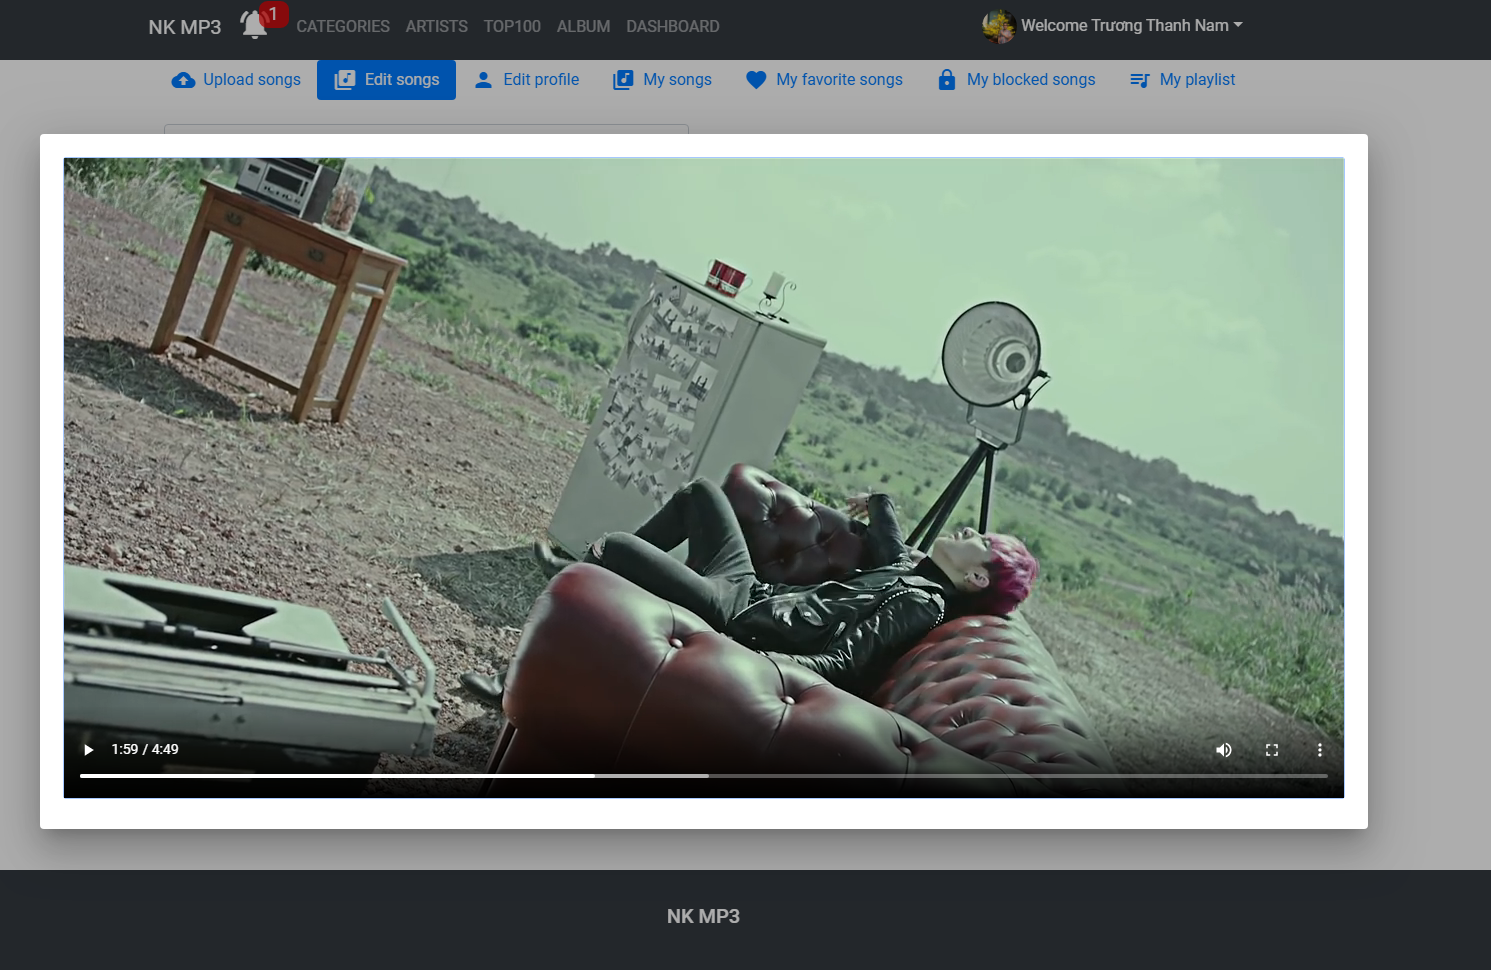 NK MP3 1 CATEGORIES ARTISTS TOP100 ALBUM DASHBOARD Welcome Trương Thanh Nam
Upload songs Edit songs Edit profile My songs My favorite songs My blocked songs My playlist
1:59 / 4:49
NK MP3